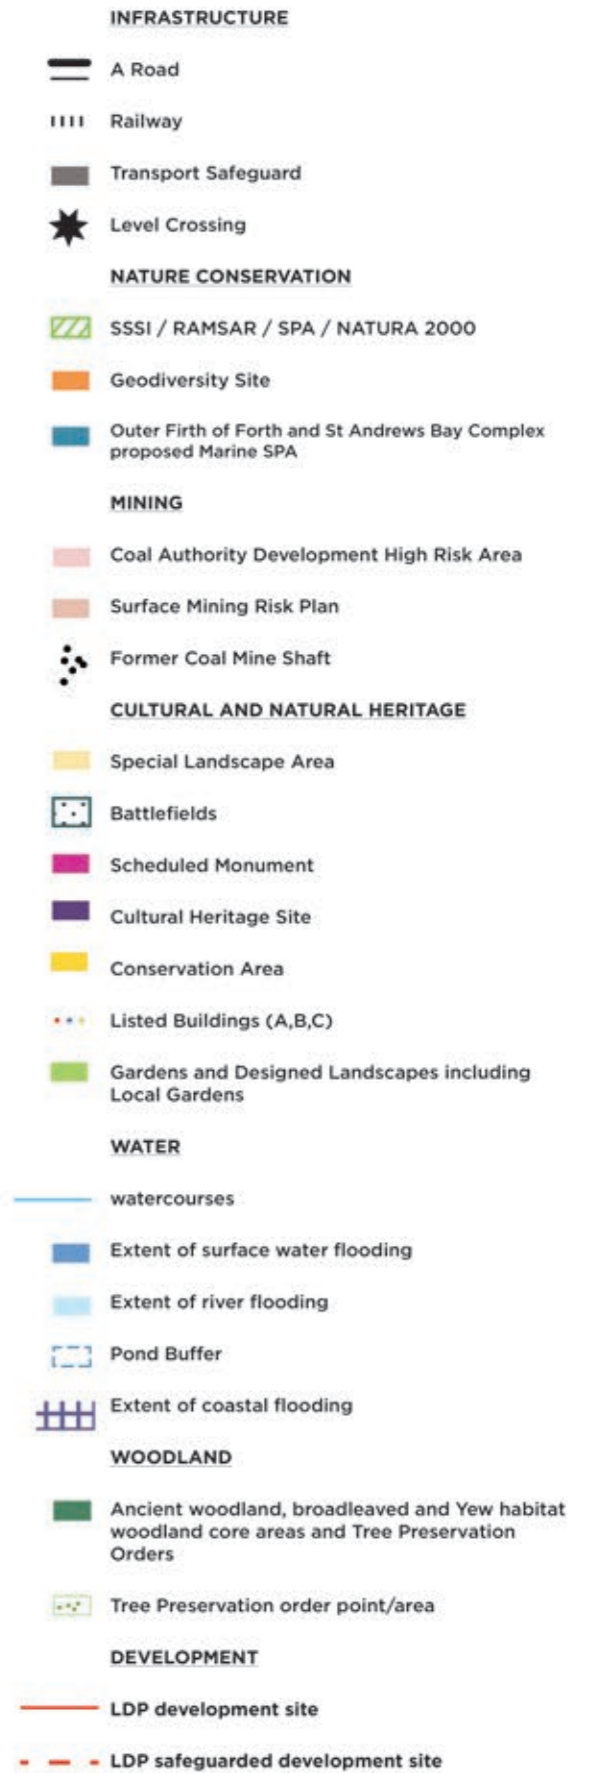 INFRASTRUCTURE
A Road
Railway
Transport Safeguard
Level Crossing
NATURE CONSERVATION
SSSI / RAMSAR / SPA / NATURA 2000
Geodiversity Site
Outer Firth of Forth and St Andrews Bay Complex
proposed Marine SPA
MINING
Coal Authority Development High Risk Area
Surface Mining Risk Plan
Former Coal Mine Shaft
CULTURAL AND NATURAL HERITAGE
Special Landscape Area
Battlefields
Scheduled Monument
Cultural Heritage Site
Conservation Area
Listed Buildings (A,B,C)
Gardens and Designed Landscapes including
Local Gardens
WATER
watercourses
Extent of surface water flooding
Extent of river flooding
Pond Buffer
Extent of coastal flooding
WOODLAND
Ancient woodland, broadleaved and Yew habitat
woodland core areas and Tree Preservation
Orders
Tree Preservation order point/area
DEVELOPMENT
LDP development site
LDP safeguarded development site